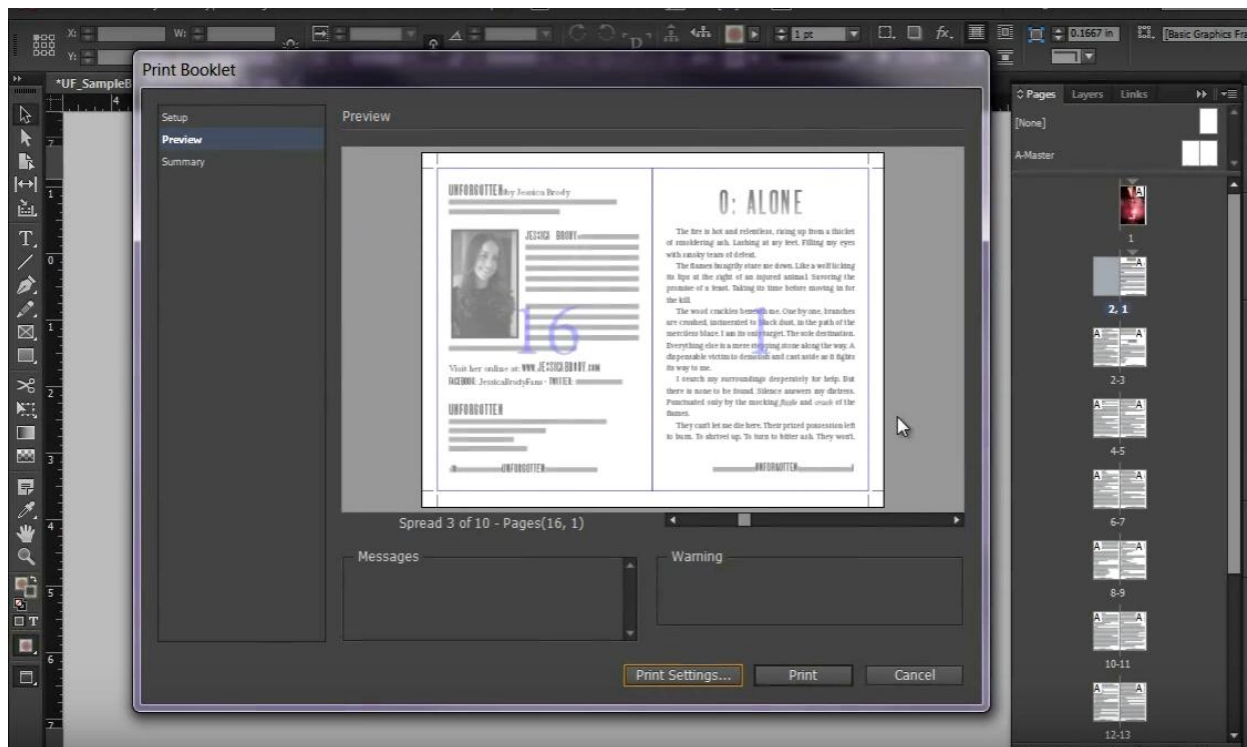 X:
W:
1 pt
fx.
0.1667 in
Y:
*UF_SampleB
Print Booklet
Setup
Preview
Summary
Preview
UNFORGOTTEN by Jessica Brody
JESSICA BRODY
Visit her online at: WWW.JESSICABRODY.COM
FACEBOOK: JessicaBrodyFans · TWITTER:
UNFORGOTTEN
UNFORGOTTEN
16
0: ALONE
The fire is hot and relentless, rising up from a thicket
of smoldering ash. Lashing at my feet. Filling my eyes
with smoky tears of defeat.
The flames hungrily stare me down. Like a wolf licking
its lips at the sight of an injured animal. Savoring the
promise of a feast. Taking its time before moving in for
the kill.
The wood crackles beneath me. One by one, branches
are crushed, incinerated to black dust, in the path of the
merciless blaze. I am its only target. The sole destination.
Everything else is a mere stepping stone along the way. A
dispensable victim to demolish and cast aside as it fights
its way to me.
I search my surroundings desperately for help. But
there is none to be found. Silence answers my distress.
Punctuated only by the mocking fizzle and crack of the
flames.
They can't let me die here. Their prized possession left
to burn. To shrivel up. To turn to bitter ash. They won't.
UNFORGOTTEN
1
Spread 3 of 10 - Pages(16, 1)
Messages
Warning
Print Settings...
Print
Cancel
Pages
Layers
Links
[None]
A-Master
1
2, 1
2-3
4-5
6-7
8-9
10-11
12-13